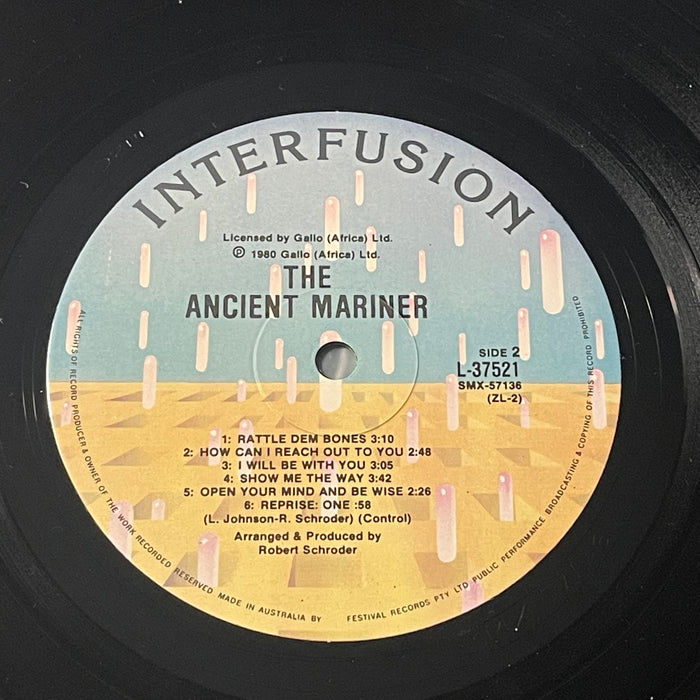 INTERFUSION
Licensed by Gallo (Africa) Ltd.
℗ 1980 Gallo (Africa) Ltd.
THE
ANCIENT MARINER
SIDE 2
L-37521
SMX-57136
(ZL-2)
1: RATTLE DEM BONES 3:10
2: HOW CAN I REACH OUT TO YOU 2:48
3: I WILL BE WITH YOU 3:05
4: SHOW ME THE WAY 3:42
5: OPEN YOUR MIND AND BE WISE 2:26
6: REPRISE: ONE :58
(L. Johnson-R. Schroder) (Control)
Arranged & Produced by
Robert Schroder
ALL RIGHTS OF RECORD PRODUCER & OWNER OF THE WORK RECORDED RESERVED MADE IN AUSTRALIA BY FESTIVAL RECORDS PTY LTD PUBLIC PERFORMANCE BROADCASTING & COPYING OF THIS RECORD PROHIBITED